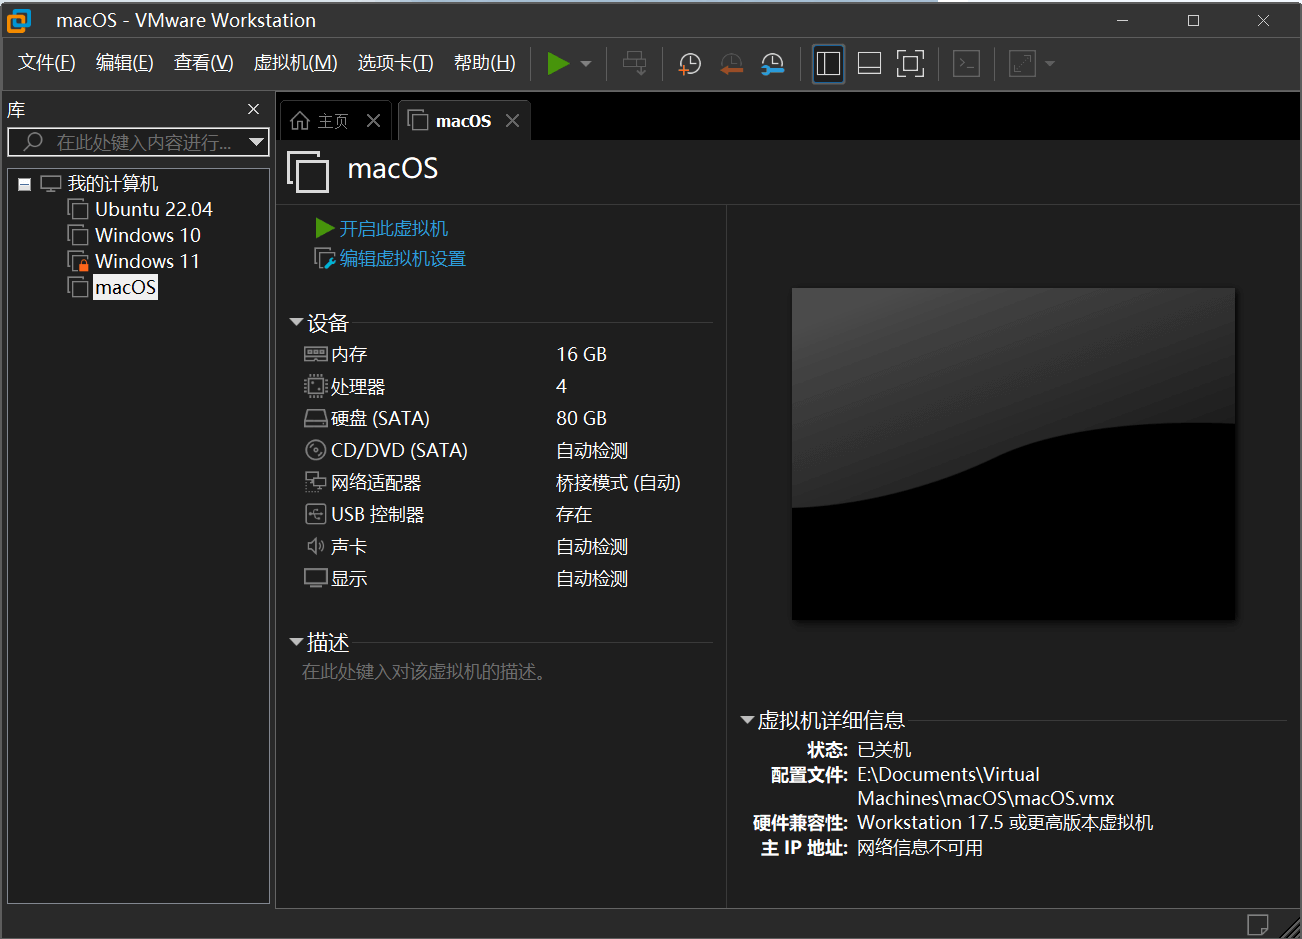 macOS - VMware Workstation
文件(F) 编辑(E) 查看(V) 虚拟机(M) 选项卡(T) 帮助(H)
库
在此处键入内容进行...
我的计算机
Ubuntu 22.04
Windows 10
Windows 11
macOS
主页 macOS
macOS
开启此虚拟机
编辑虚拟机设置
设备
内存 16 GB
处理器 4
硬盘 (SATA) 80 GB
CD/DVD (SATA) 自动检测
网络适配器 桥接模式 (自动)
USB 控制器 存在
声卡 自动检测
显示 自动检测
描述
在此处键入对该虚拟机的描述。
虚拟机详细信息
状态: 已关机
配置文件: E:\Documents\Virtual
Machines\macOS\macOS.vmx
硬件兼容性: Workstation 17.5 或更高版本虚拟机
主 IP 地址: 网络信息不可用